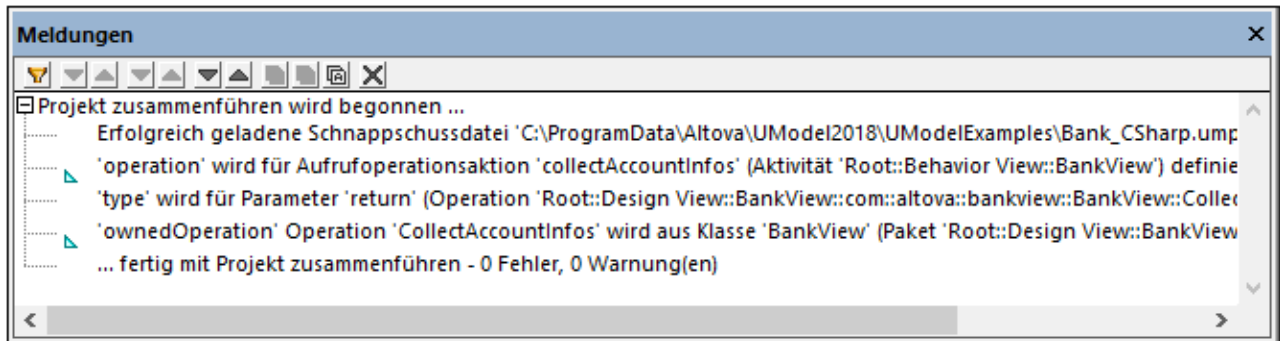 Meldungen
Projekt zusammenführen wird begonnen ...
Erfolgreich geladene Schnappschussdatei 'C:\ProgramData\Altova\UModel2018\UModelExamples\Bank_CSharp.ump
'operation' wird für Aufrufoperationsaktion 'collectAccountInfos' (Aktivität 'Root::Behavior View::BankView') definie
'type' wird für Parameter 'return' (Operation 'Root::Design View::BankView::com::altova::bankview::BankView::Collec
'ownedOperation' Operation 'CollectAccountInfos' wird aus Klasse 'BankView' (Paket 'Root::Design View::BankView
... fertig mit Projekt zusammenführen - 0 Fehler, 0 Warnung(en)